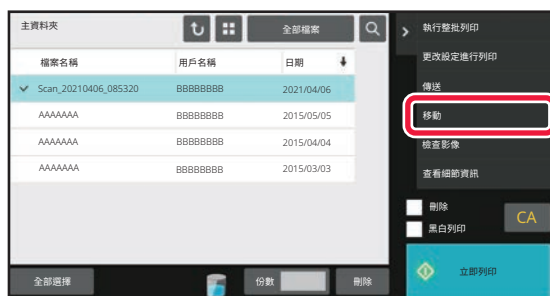 主資料夾 全部檔案
檔案名稱 用戶名稱 日期
Scan_20210406_085320 BBBBBBBB 2021/04/06
AAAAAAA BBBBBBBB 2015/05/05
AAAAAAA BBBBBBBB 2015/04/04
AAAAAAA BBBBBBBB 2015/03/03
全部選擇 份數 刪除
執行整批列印
更改設定進行列印
傳送
移動
檢查影像
查看細節資訊
刪除
黑白列印
CA
立即列印